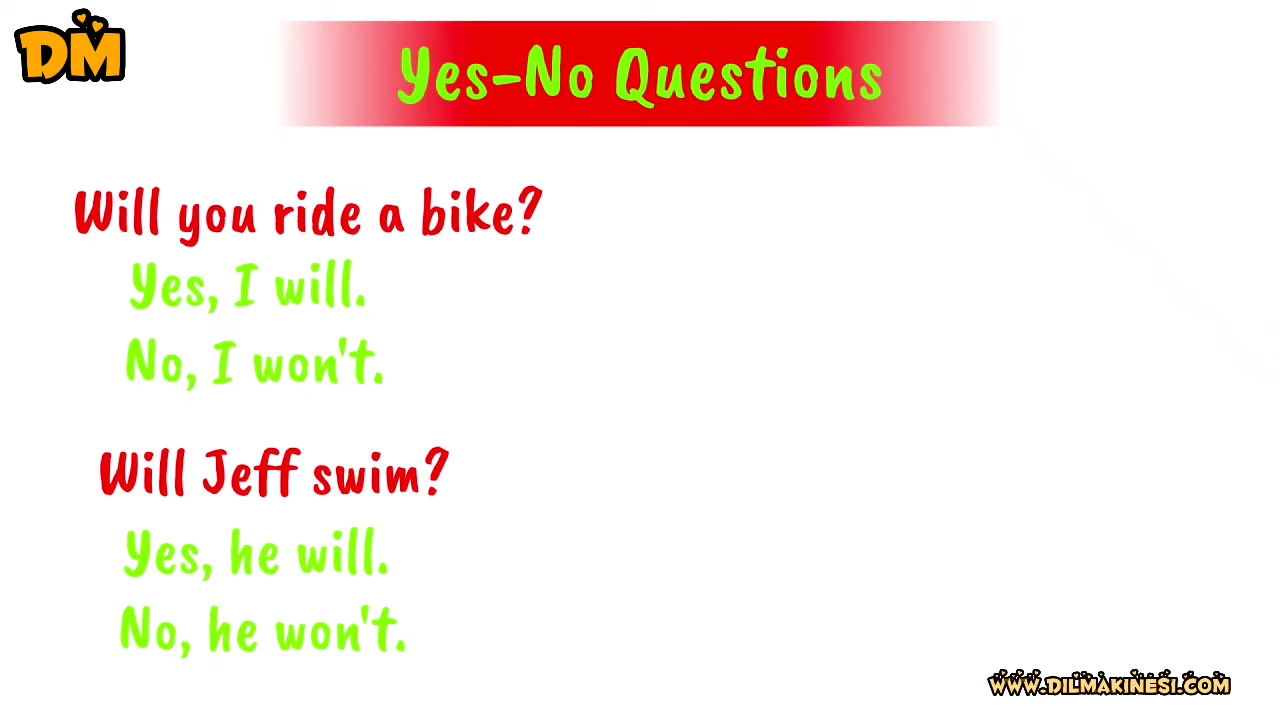 DM
Yes-No Questions
Will you ride a bike?
Yes, I will.
No, I won't.
Will Jeff swim?
Yes, he will.
No, he won't.
WWW.DILMAKINESI.COM